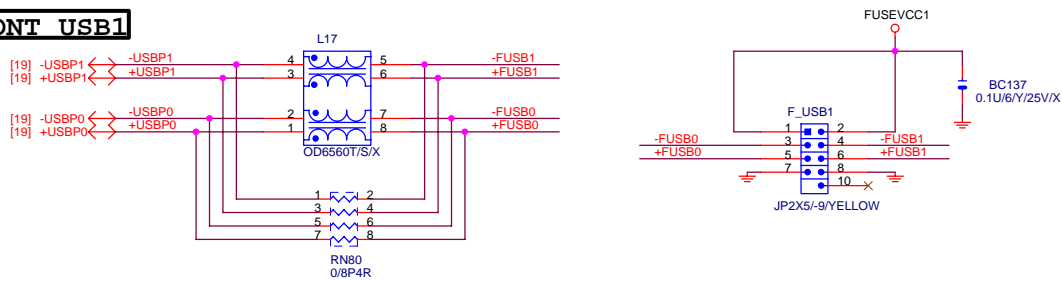 ONT USB1
L17
[19] -USBP1 -USBP1 4 5 -FUSB1
[19] +USBP1 +USBP1 3 6 +FUSB1
[19] -USBP0 -USBP0 2 7 -FUSB0
[19] +USBP0 +USBP0 1 8 +FUSB0
OD6560T/S/X
1 2
3 4
5 6
7 8
RN80
0/8P4R
FUSEVCC1
BC137
0.1U/6/Y/25V/X
F_USB1
1 2
-FUSB0 3 4 -FUSB1
+FUSB0 5 6 +FUSB1
7 8
10
JP2X5/-9/YELLOW